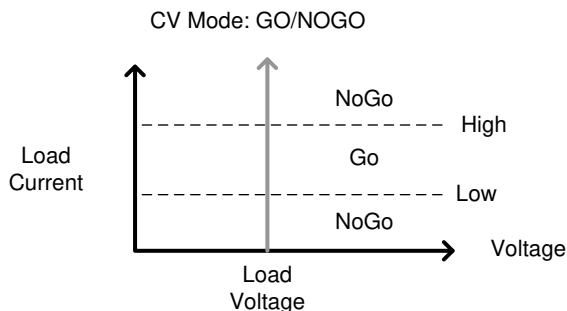 CV Mode: GO/NOGO
NoGo
High
Load
Current
Go
Low
NoGo
Voltage
Load
Voltage